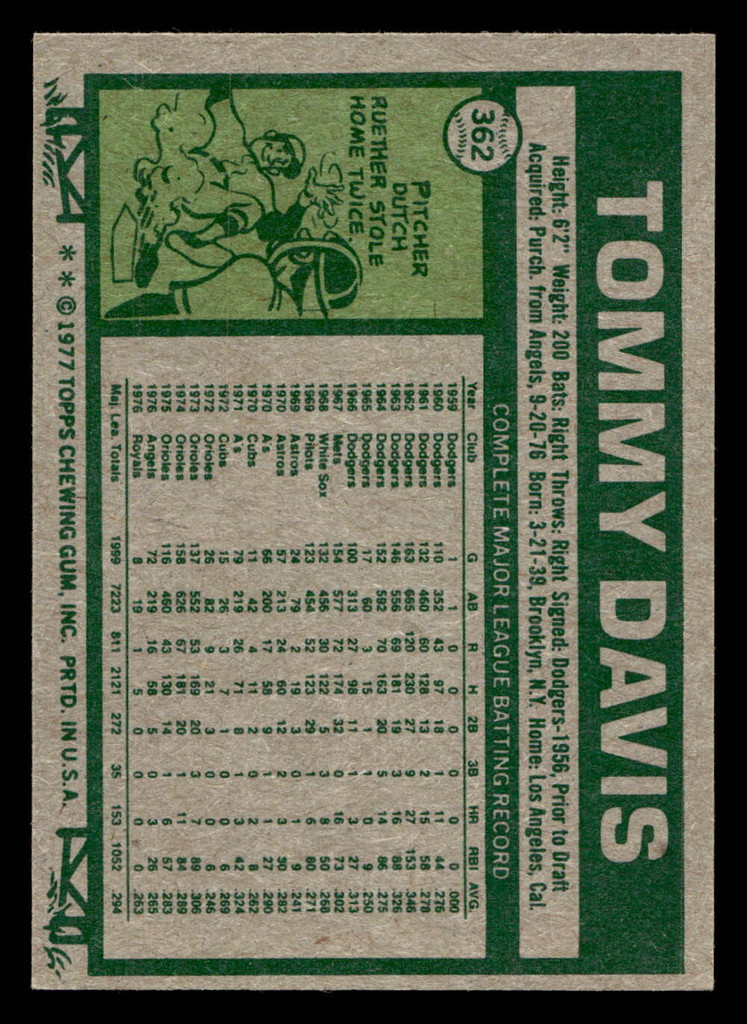 TOMMY DAVIS
362
Height: 6'2" Weight: 200 Bats: Right Throws: Right Signed: Dodgers-1956, Prior to Draft
Acquired: Purch. from Angels, 9-20-76 Born: 3-21-39, Brooklyn, N.Y. Home: Los Angeles, Cal.
PITCHER
DUTCH
RUETHER STOLE
HOME TWICE.
COMPLETE MAJOR LEAGUE BATTING RECORD
Year Club G AB R H 2B 3B HR RBI AVG.
1959 Dodgers 1 1 0 0 0 0 0 0 .000
1960 Dodgers 110 352 43 97 18 1 11 44 .276
1961 Dodgers 132 460 60 128 13 2 15 58 .278
1962 Dodgers 163 665 120 230 27 9 27 153 .346
1963 Dodgers 146 556 69 181 19 3 16 88 .326
1964 Dodgers 152 592 70 163 20 5 14 86 .275
1965 Dodgers 17 60 3 15 1 1 0 9 .250
1966 Dodgers 100 313 27 98 11 1 3 27 .313
1967 Mets 154 577 72 174 32 0 16 73 .302
1968 White Sox 132 456 30 122 5 3 8 50 .268
1969 Pilots 123 454 52 123 29 1 6 80 .271
1969 Astros 24 79 2 19 3 0 1 9 .241
1970 Astros 57 213 24 60 12 2 3 30 .282
1970 A's 66 200 17 58 9 1 1 27 .290
1970 Cubs 11 42 4 11 2 0 2 8 .262
1971 A's 79 219 26 71 8 1 3 42 .324
1972 Cubs 15 26 3 7 1 0 0 6 .269
1972 Orioles 26 82 9 21 3 0 0 6 .246
1973 Orioles 137 552 53 169 20 3 7 89 .306
1974 Orioles 158 626 67 181 20 1 11 84 .289
1975 Orioles 116 460 43 130 14 1 6 57 .283
1976 Angels 72 219 16 58 5 0 3 26 .265
1976 Royals 8 19 1 5 0 0 0 0 .263
Maj. Lea. Totals 1999 7223 811 2121 272 35 153 1052 .294
* * © 1977 TOPPS CHEWING GUM, INC. PRTD. IN U.S.A.